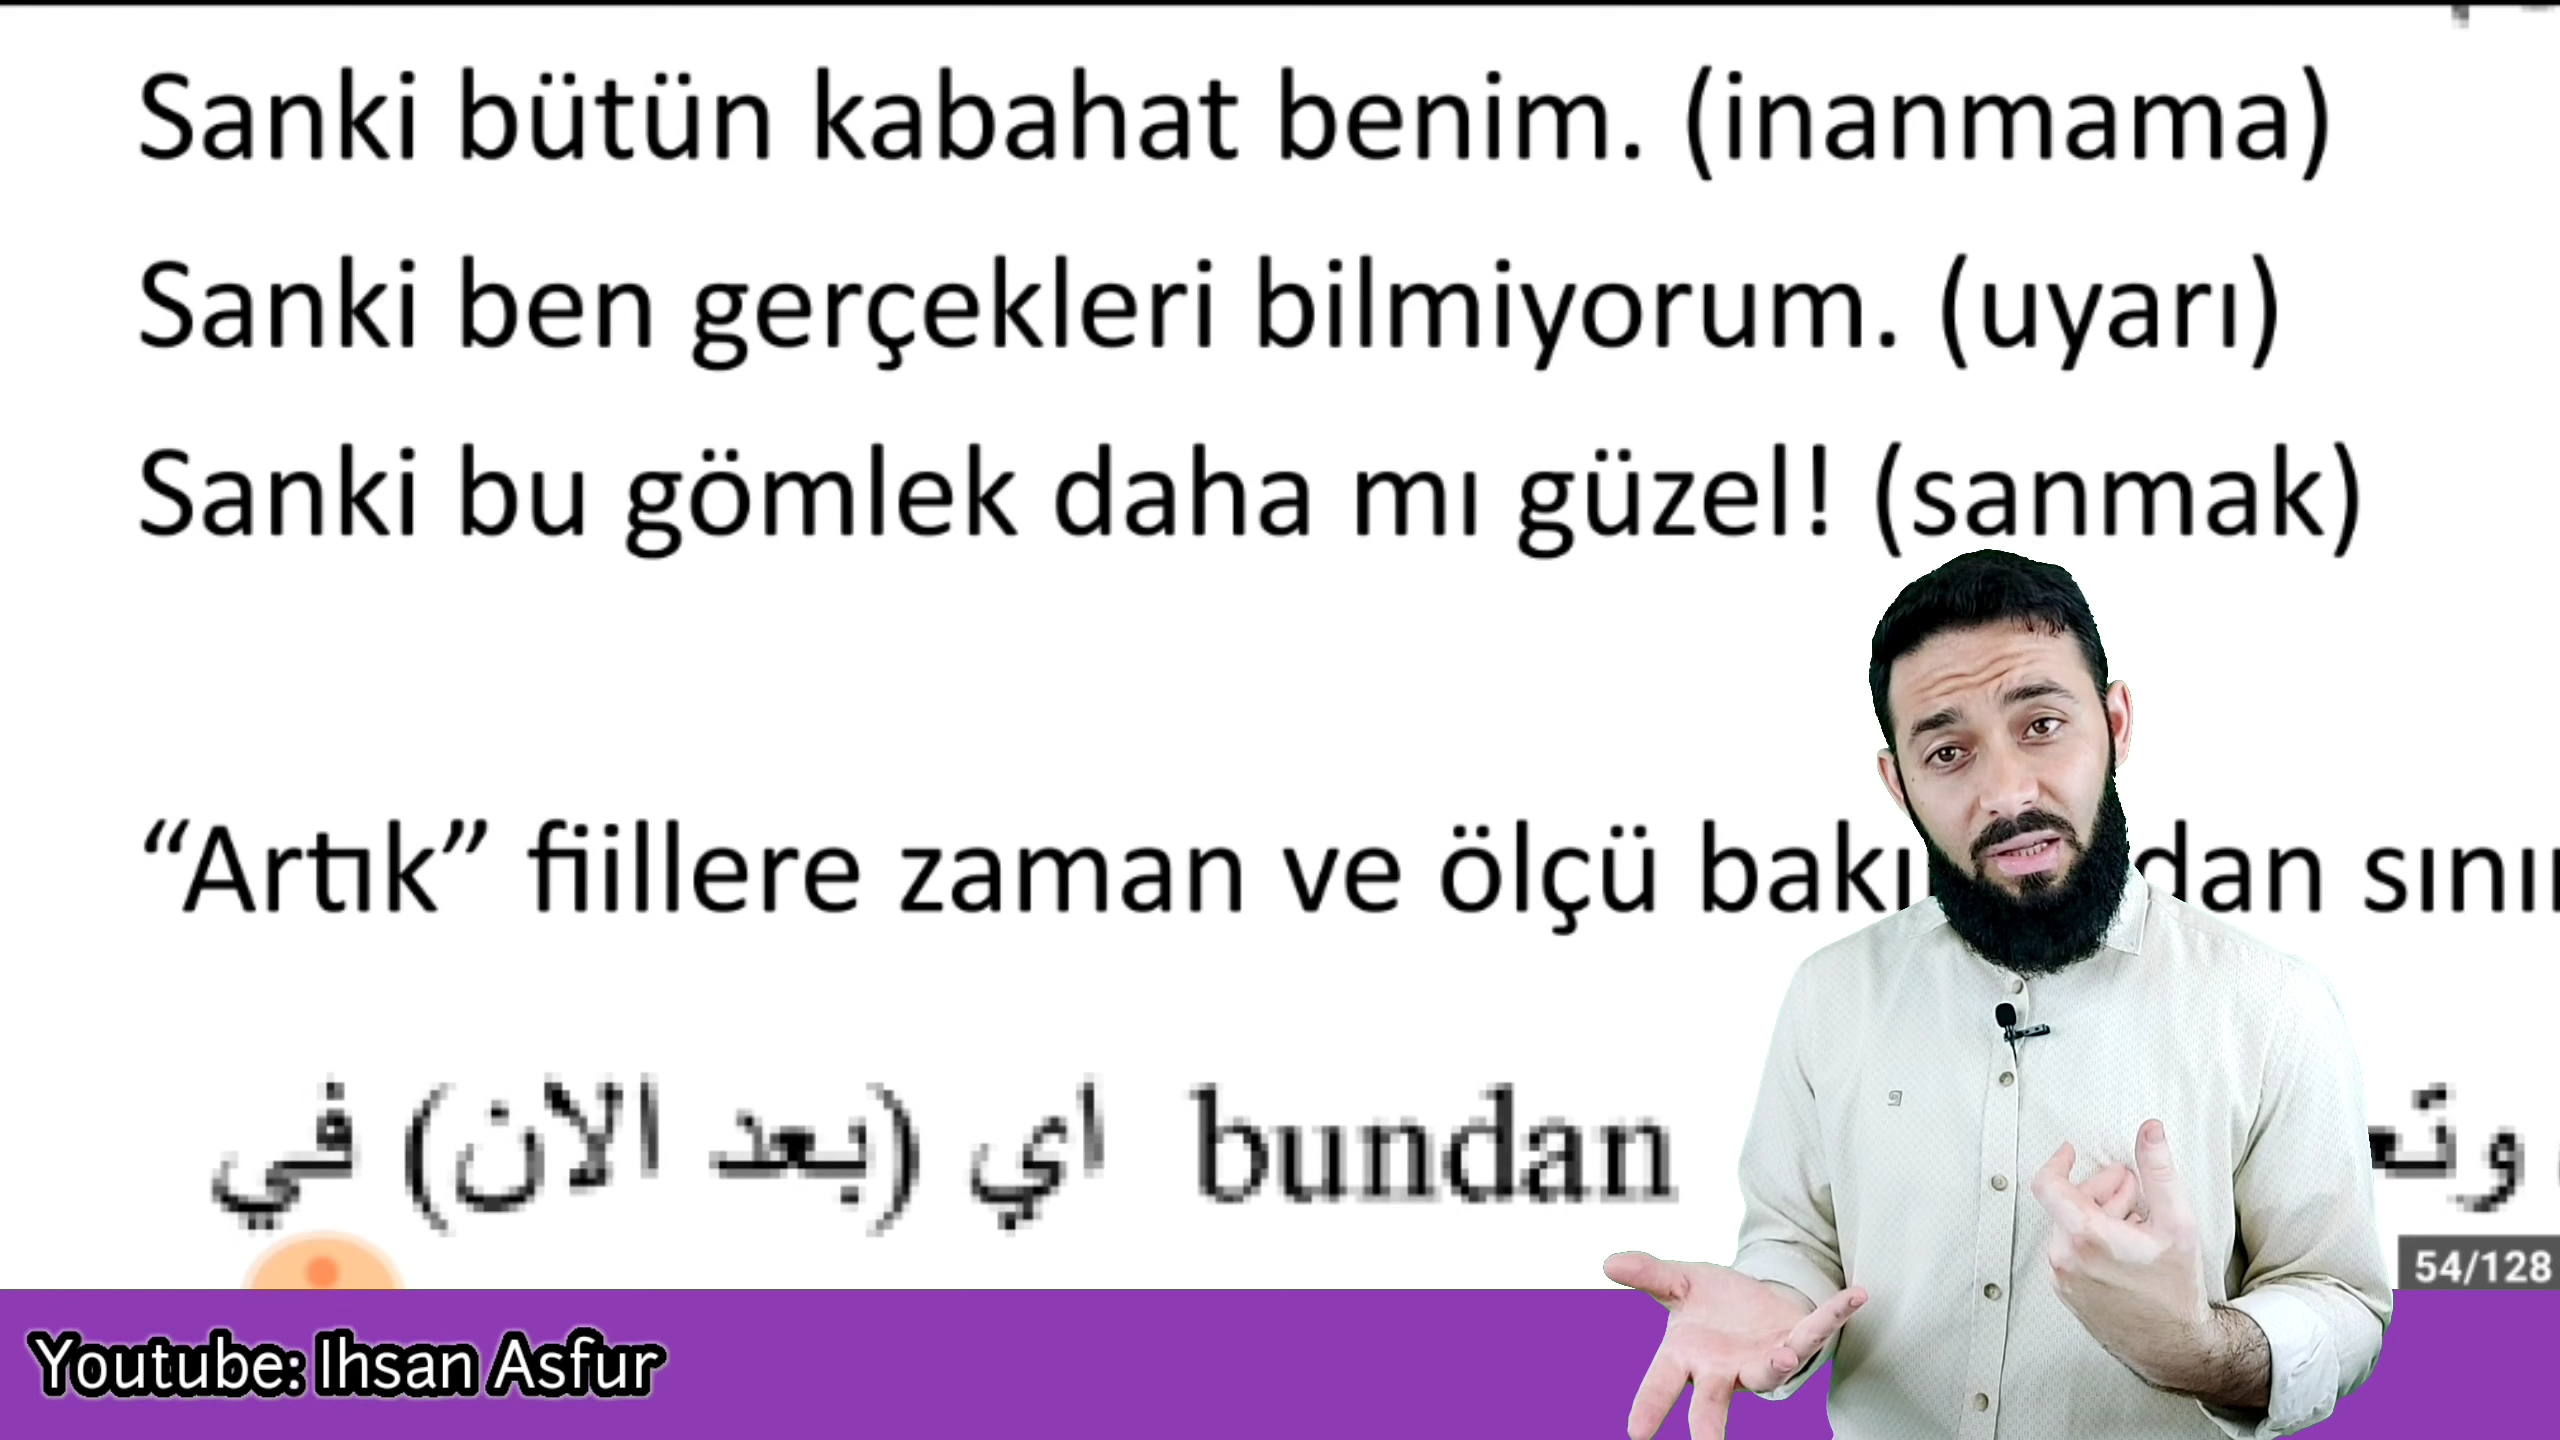 Sanki bütün kabahat benim. (inanmama)
Sanki ben gerçekleri bilmiyorum. (uyarı)
Sanki bu gömlek daha mı güzel! (sanmak)
“Artık” fiillere zaman ve ölçü
bundan اي (بعد الان) في
54/128
Youtube: Ihsan Asfur